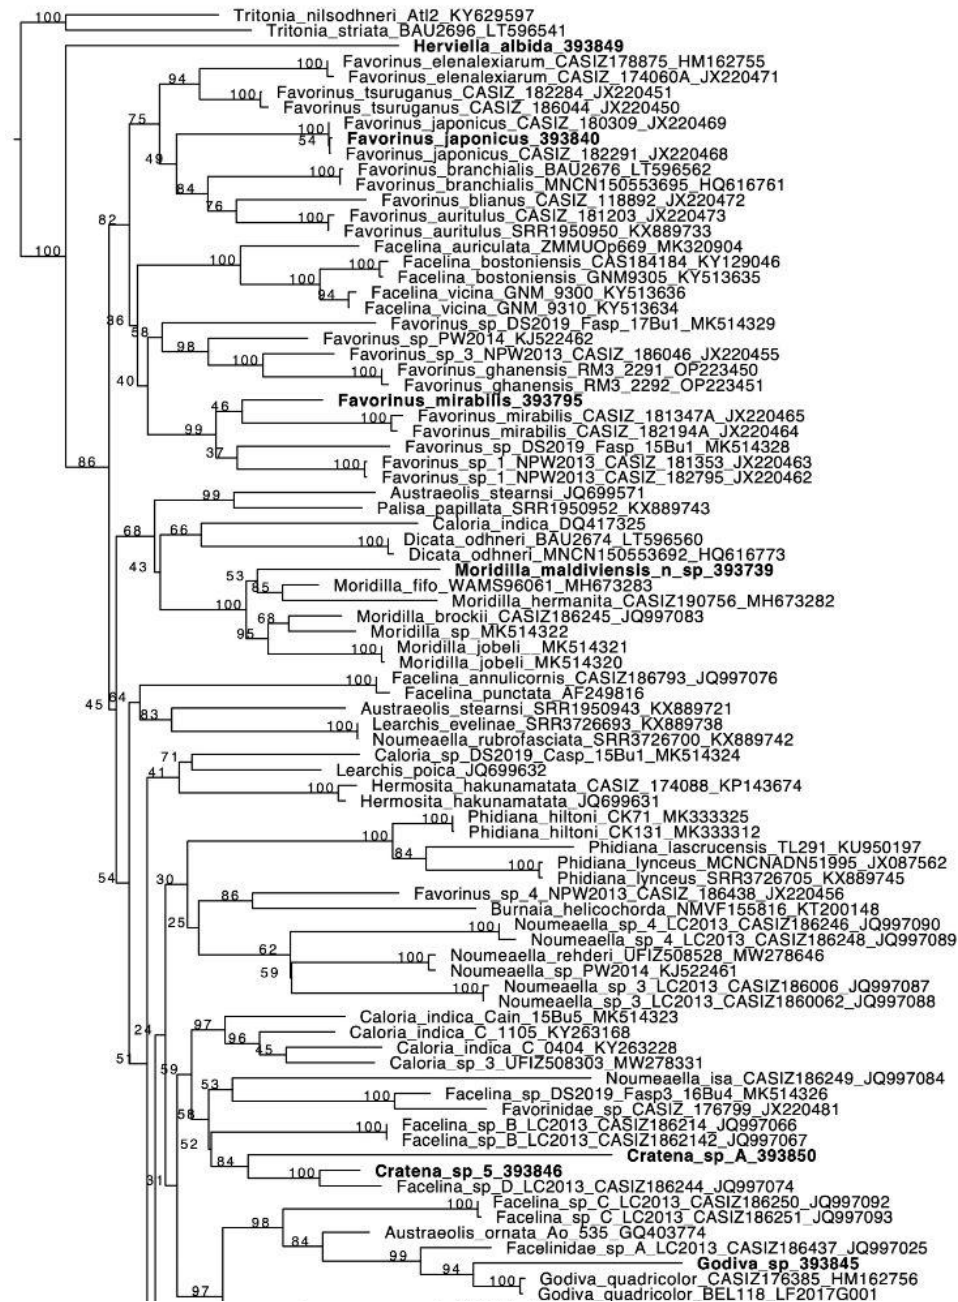 100 Tritonia_nilsodhneri_Atl2_KY629597
Tritonia_striata_BAU2696_LT596541
Herviella_albida_393849
100 Favorinus_elenalexiarum_CASIZ178875_HM162755
94 Favorinus_elenalexiarum_CASIZ_174060A_JX220471
100 Favorinus_tsuruganus_CASIZ_182284_JX220451
Favorinus_tsuruganus_CASIZ_186044_JX220450
75 Favorinus_japonicus_CASIZ_180309_JX220469
100 54 Favorinus_japonicus_393840
49 Favorinus_japonicus_CASIZ_182291_JX220468
100 Favorinus_branchialis_BAU2676_LT596562
84 Favorinus_branchialis_MNCN150553695_HQ616761
76 Favorinus_blianus_CASIZ_118892_JX220472
82 100 Favorinus_auritulus_CASIZ_181203_JX220473
Favorinus_auritulus_SRR1950950_KX889733
100 Facelina_auriculata_ZMMUOp669_MK320904
100 100 Facelina_bostoniensis_CAS184184_KY129046
100 Facelina_bostoniensis_GNM9305_KY513635
94 Facelina_vicina_GNM_9300_KY513636
Facelina_vicina_GNM_9310_KY513634
36 58 Favorinus_sp_DS2019_Fasp_17Bu1_MK514329
98 Favorinus_sp_PW2014_KJ522462
100 Favorinus_sp_3_NPW2013_CASIZ_186046_JX220455
100 Favorinus_ghanensis_RM3_2291_OP223450
40 Favorinus_ghanensis_RM3_2292_OP223451
46 Favorinus_mirabilis_393795
100 Favorinus_mirabilis_CASIZ_181347A_JX220465
99 Favorinus_mirabilis_CASIZ_182194A_JX220464
37 Favorinus_sp_DS2019_Fasp_15Bu1_MK514328
86 100 Favorinus_sp_1_NPW2013_CASIZ_181353_JX220463
Favorinus_sp_1_NPW2013_CASIZ_182795_JX220462
99 Austraeolis_stearnsi_JQ699571
Palisa_papillata_SRR1950952_KX889743
68 66 Caloria_indica_DQ417325
100 Dicata_odhneri_BAU2674_LT596560
Dicata_odhneri_MNCN150553692_HQ616773
43 53 Moridilla_maldiviensis_n_sp_393739
85 Moridilla_fifo_WAMS96061_MH673283
100 Moridilla_hermanita_CASIZ190756_MH673282
68 Moridilla_brockii_CASIZ186245_JQ997083
95 Moridilla_sp_MK514322
100 Moridilla_jobeli__MK514321
Moridilla_jobeli_MK514320
100 Facelina_annulicornis_CASIZ186793_JQ997076
45 64 Facelina_punctata_AF249816
83 Austraeolis_stearnsi_SRR1950943_KX889721
100 Learchis_evelinae_SRR3726693_KX889738
Noumeaella_rubrofasciata_SRR3726700_KX889742
71 Caloria_sp_DS2019_Casp_15Bu1_MK514324
41 Learchis_poica_JQ699632
100 Hermosita_hakunamatata_CASIZ_174088_KP143674
Hermosita_hakunamatata_JQ699631
100 Phidiana_hiltoni_CK71_MK333325
100 Phidiana_hiltoni_CK131_MK333312
84 Phidiana_lascrucensis_TL291_KU950197
100 Phidiana_lynceus_MCNCNADN51995_JX087562
54 30 Phidiana_lynceus_SRR3726705_KX889745
86 Favorinus_sp_4_NPW2013_CASIZ_186438_JX220456
Burnaia_helicochorda_NMVF155816_KT200148
25 100 Noumeaella_sp_4_LC2013_CASIZ186246_JQ997090
Noumeaella_sp_4_LC2013_CASIZ186248_JQ997089
62 100 Noumeaella_rehderi_UFIZ508528_MW278646
59 Noumeaella_sp_PW2014_KJ522461
100 Noumeaella_sp_3_LC2013_CASIZ186006_JQ997087
Noumeaella_sp_3_LC2013_CASIZ1860062_JQ997088
97 Caloria_indica_Cain_15Bu5_MK514323
24 96 Caloria_indica_C_1105_KY263168
45 Caloria_indica_C_0404_KY263228
51 59 Caloria_sp_3_UFIZ508303_MW278331
53 Noumeaella_isa_CASIZ186249_JQ997084
100 Facelina_sp_DS2019_Fasp3_16Bu4_MK514326
58 Favorinidae_sp_CASIZ_176799_JX220481
100 Facelina_sp_B_LC2013_CASIZ186214_JQ997066
52 Facelina_sp_B_LC2013_CASIZ1862142_JQ997067
84 Cratena_sp_A_393850
31 100 Cratena_sp_5_393846
Facelina_sp_D_LC2013_CASIZ186244_JQ997074
100 Facelina_sp_C_LC2013_CASIZ186250_JQ997092
98 Facelina_sp_C_LC2013_CASIZ186251_JQ997093
84 Austraeolis_ornata_Ao_535_GQ403774
99 Facelinidae_sp_A_LC2013_CASIZ186437_JQ997025
94 Godiva_sp_393845
100 Godiva_quadricolor_CASIZ176385_HM162756
97 Godiva_quadricolor_BEL118_LF2017G001